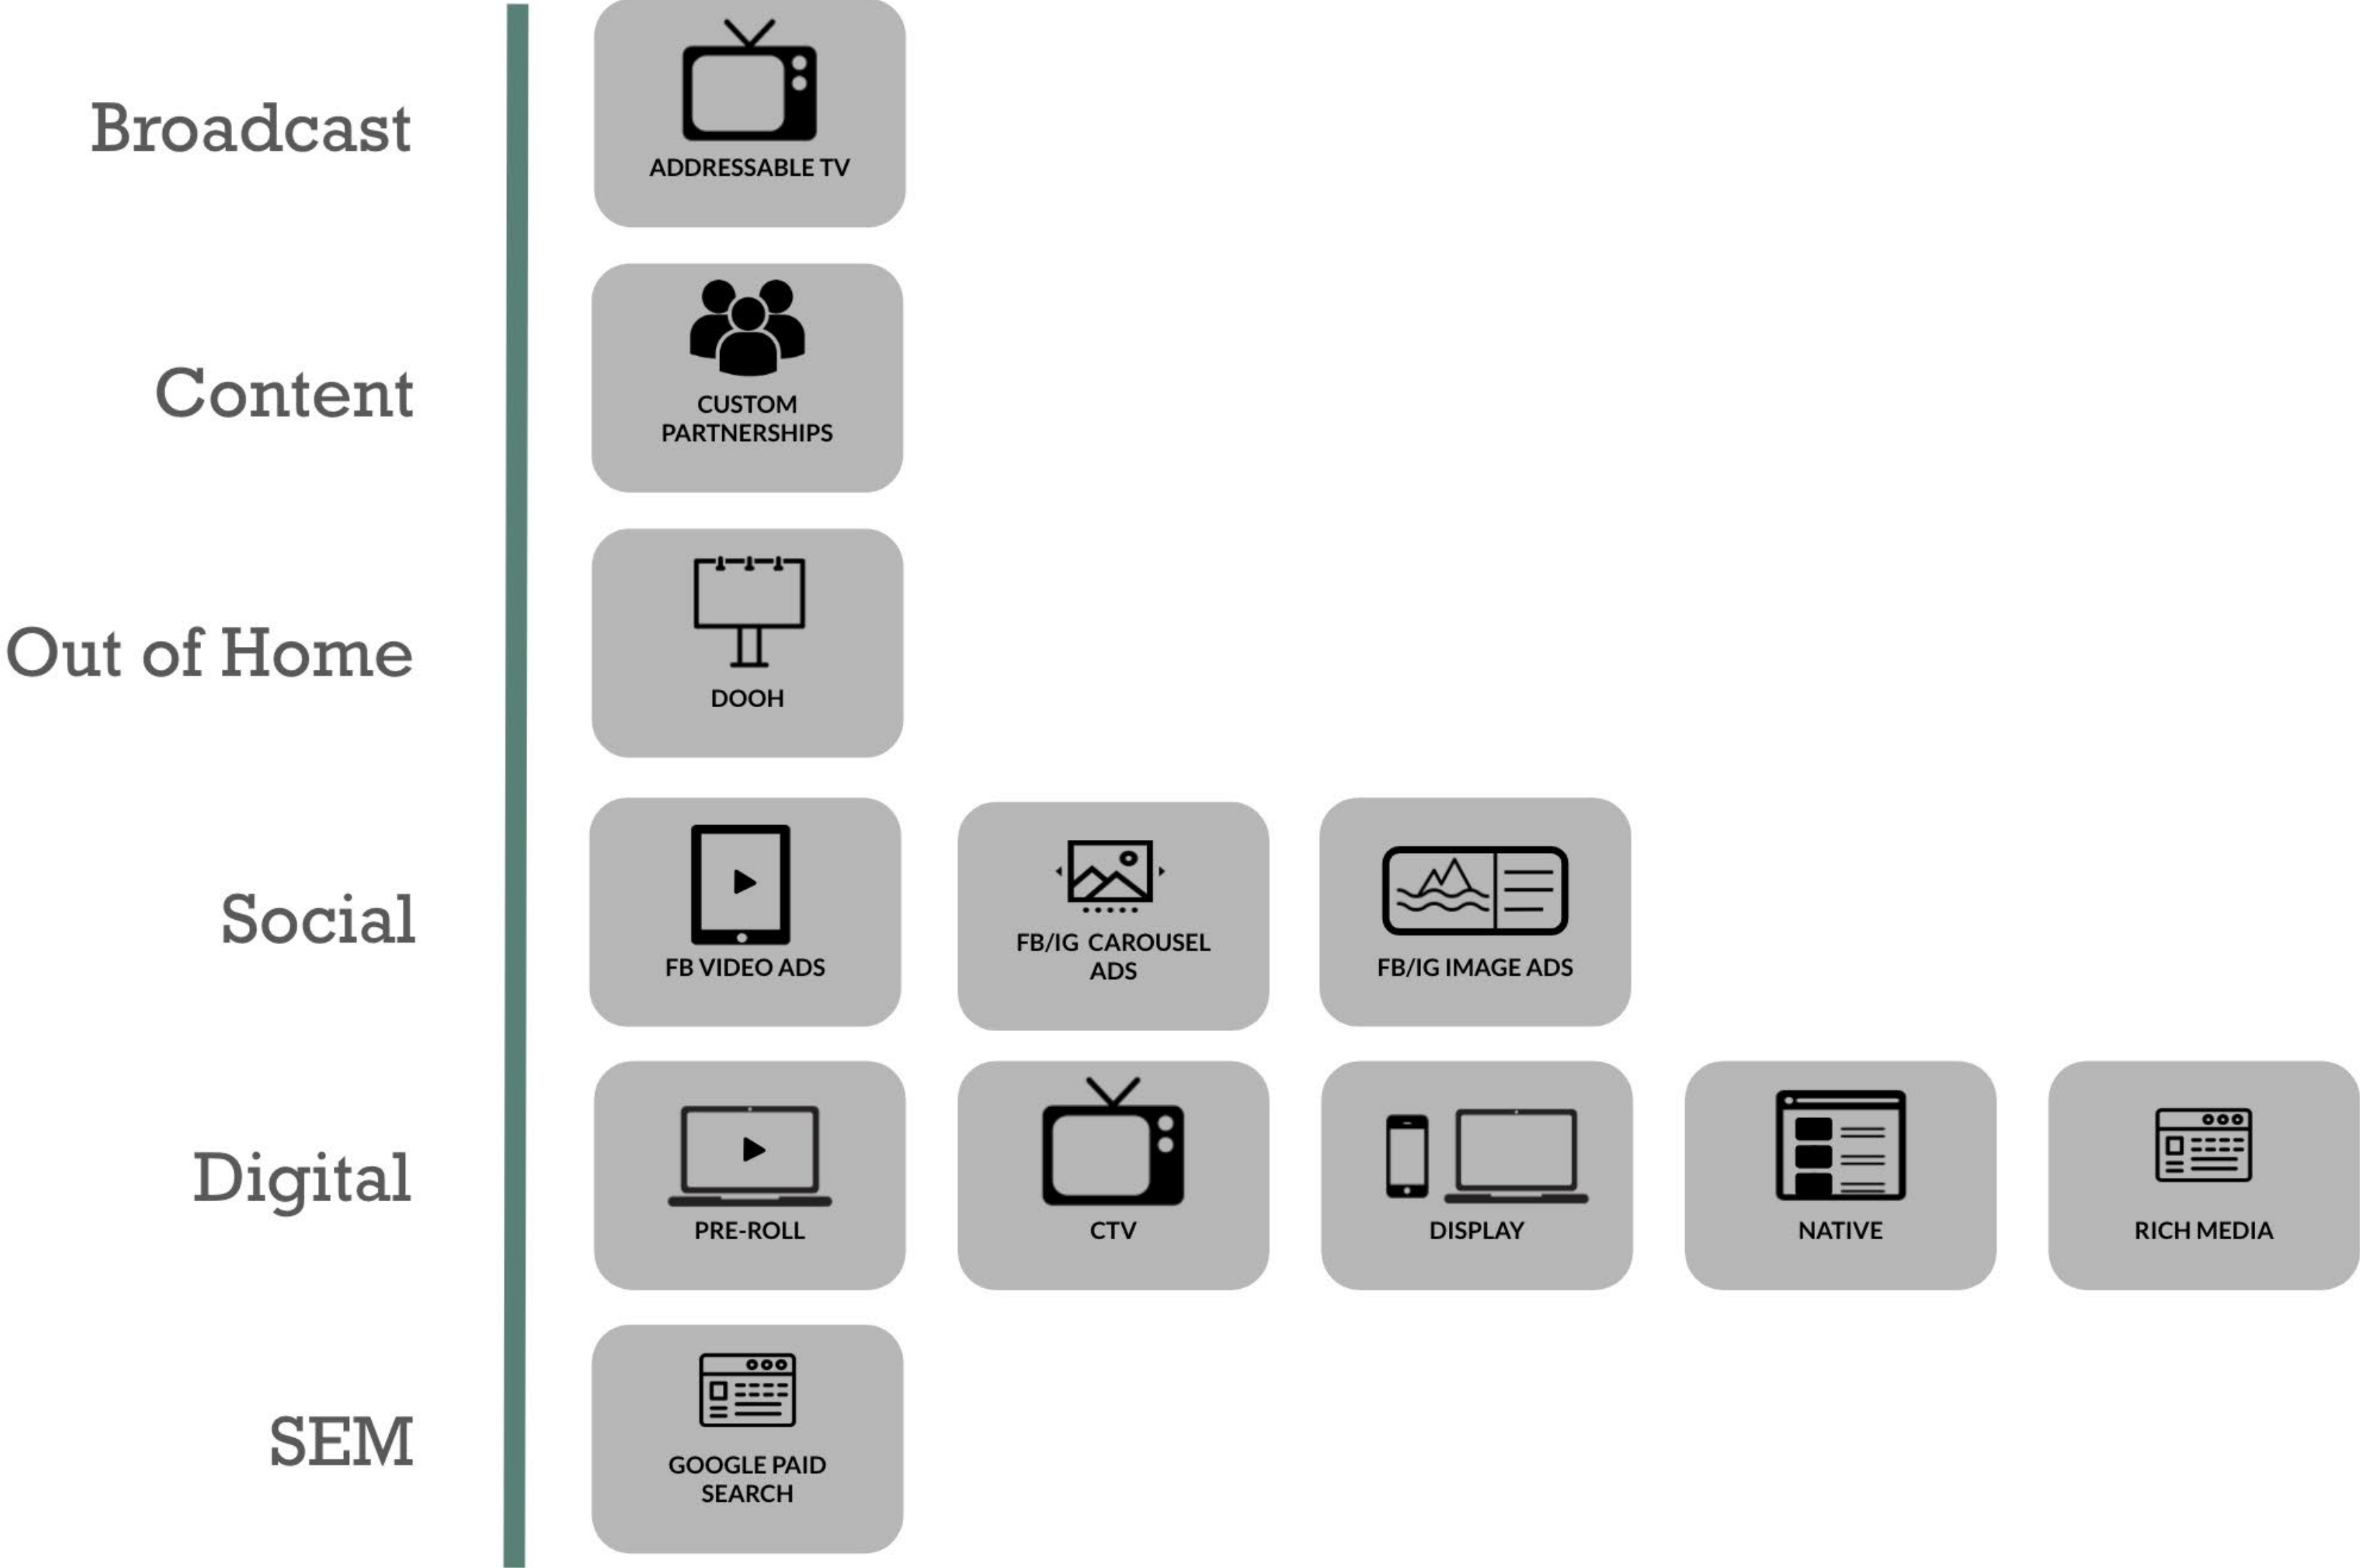 Broadcast
ADDRESSABLE TV
Content
CUSTOM
PARTNERSHIPS
Out of Home
DOOH
Social
FB VIDEO ADS
FB/IG CAROUSEL
ADS
FB/IG IMAGE ADS
Digital
PRE-ROLL
CTV
DISPLAY
NATIVE
RICH MEDIA
SEM
GOOGLE PAID
SEARCH